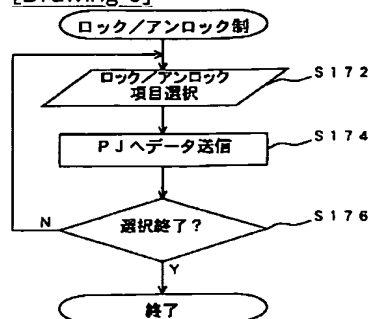 ロック／アンロック制
ロック／アンロック
項目選択
S172
PJへデータ送信
S174
選択終了？
S176
N
Y
終了